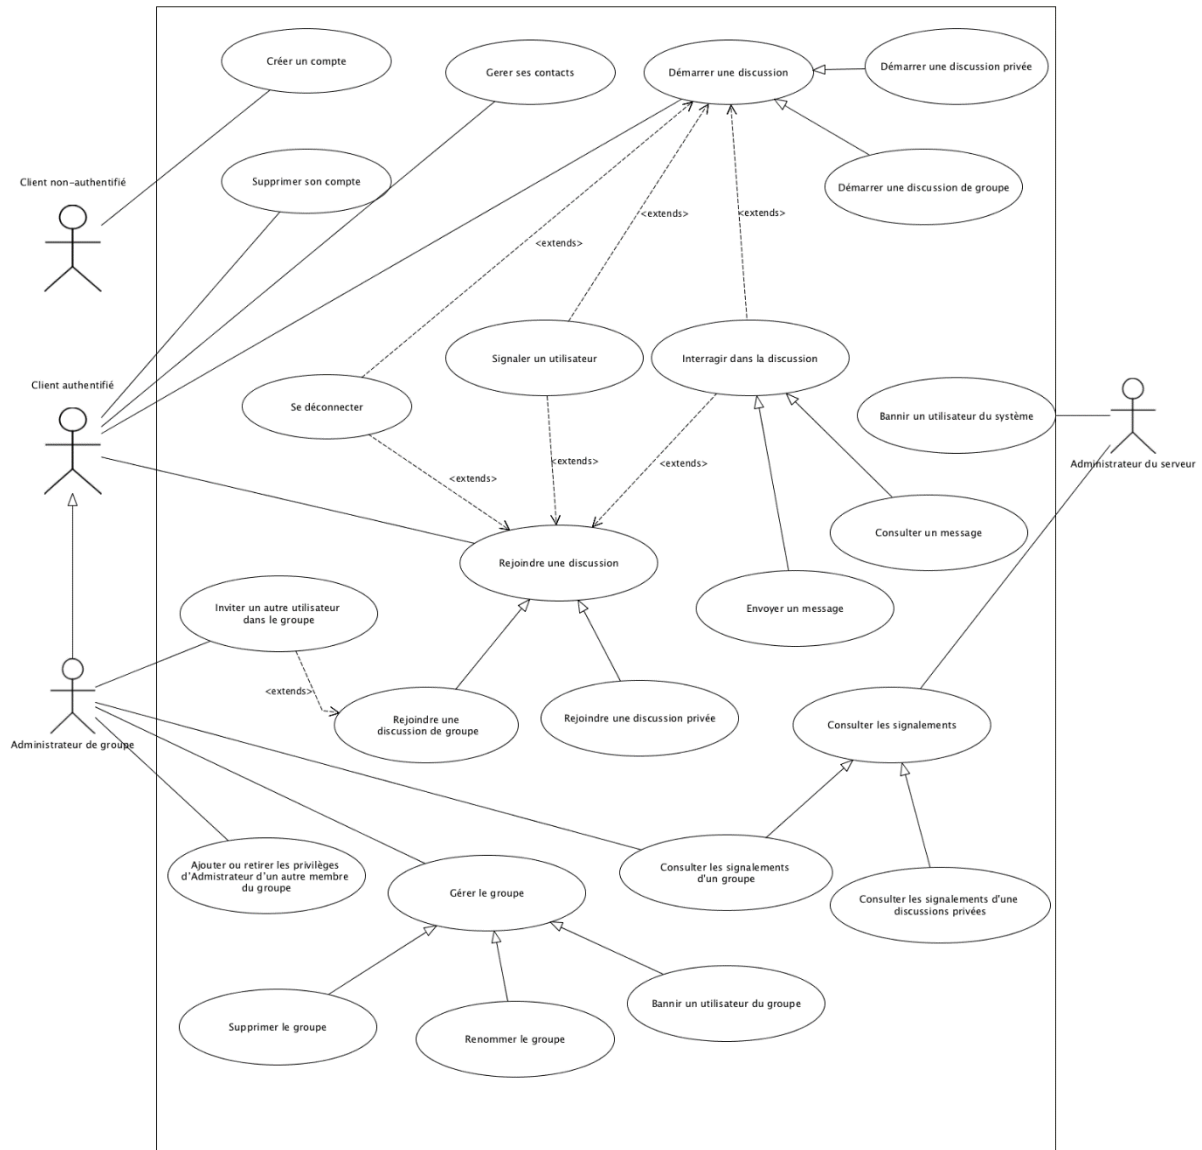 Créer un compte
Gerer ses contacts
Démarrer une discussion
Démarrer une discussion privée
Client non-authentifié
Supprimer son compte
Démarrer une discussion de groupe
<extends>
<extends>
<extends>
Signaler un utilisateur
Interragir dans la discussion
Client authentifié
Se déconnecter
Bannir un utilisateur du système
Administrateur du serveur
<extends>
<extends>
<extends>
Consulter un message
Rejoindre une discussion
Inviter un autre utilisateur
dans le groupe
Envoyer un message
<extends>
Rejoindre une
discussion de groupe
Rejoindre une discussion privée
Consulter les signalements
Administrateur de groupe
Ajouter ou retirer les privilèges
d'Admistrateur d'un autre membre
du groupe
Gérer le groupe
Consulter les signalements
d'un groupe
Consulter les signalements d'une
discussions privées
Supprimer le groupe
Renommer le groupe
Bannir un utilisateur du groupe